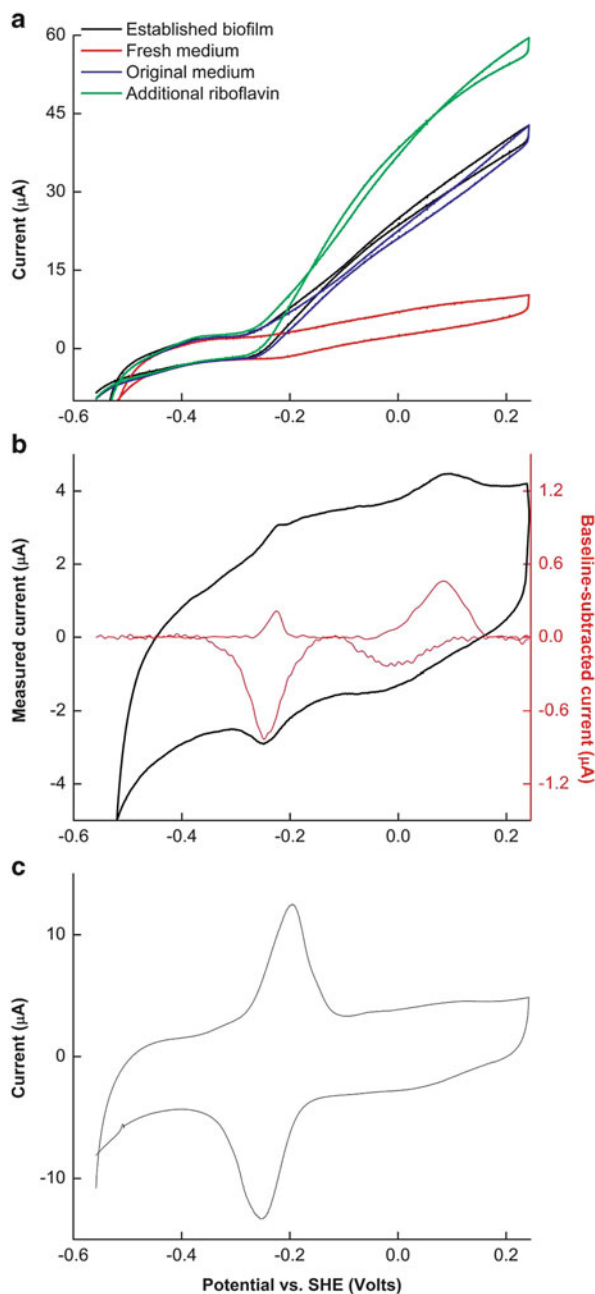 a
Established biofilm
Fresh medium
Original medium
Additional riboflavin
60
45
30
15
0
Current (µA)
-0.6 -0.4 -0.2 0.0 0.2
b
4
2
0
-2
-4
Measured current (µA)
1.2
0.6
0.0
-0.6
-1.2
Baseline-subtracted current (µA)
-0.6 -0.4 -0.2 0.0 0.2
c
10
0
-10
Current (µA)
-0.6 -0.4 -0.2 0.0 0.2
Potential vs. SHE (Volts)